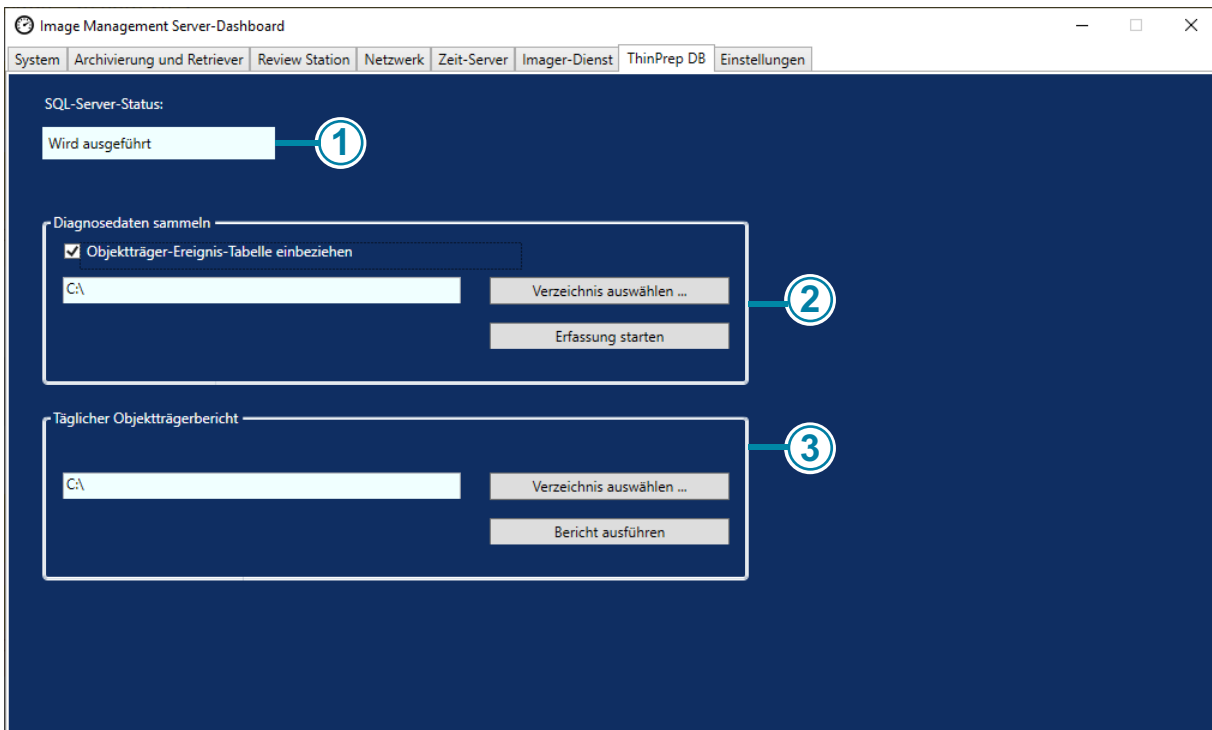 Image Management Server-Dashboard
System Archivierung und Retriever Review Station Netzwerk Zeit-Server Imager-Dienst ThinPrep DB Einstellungen
SQL-Server-Status:
Wird ausgeführt
1
Diagnosedaten sammeln
Objektträger-Ereignis-Tabelle einbeziehen
C:\ Verzeichnis auswählen ...
2
Erfassung starten
Täglicher Objektträgerbericht
3
C:\ Verzeichnis auswählen ...
Bericht ausführen